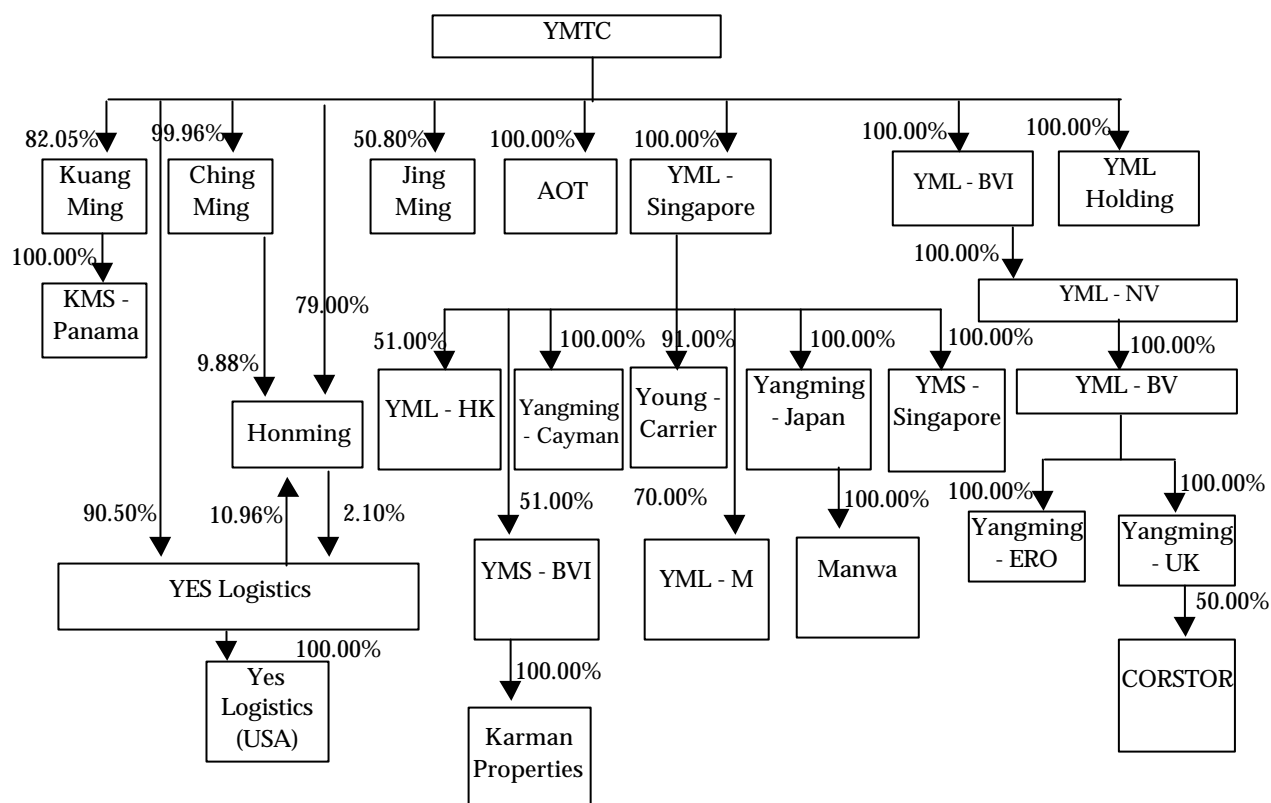 YMTC
82.05%
99.96%
50.80%
100.00%
100.00%
100.00%
100.00%
Kuang
Ming
Ching
Ming
Jing
Ming
AOT
YML -
Singapore
YML - BVI
YML
Holding
100.00%
79.00%
100.00%
KMS -
Panama
YML - NV
9.88%
51.00%
100.00%
91.00%
100.00%
100.00%
100.00%
Honming
YML - HK
Yangming
- Cayman
Young -
Carrier
Yangming
- Japan
YMS -
Singapore
YML - BV
90.50%
10.96%
2.10%
51.00%
70.00%
100.00%
100.00%
100.00%
YES Logistics
YMS - BVI
YML - M
Manwa
Yangming
- ERO
Yangming
- UK
100.00%
100.00%
50.00%
Yes
Logistics
(USA)
Karman
Properties
CORSTOR